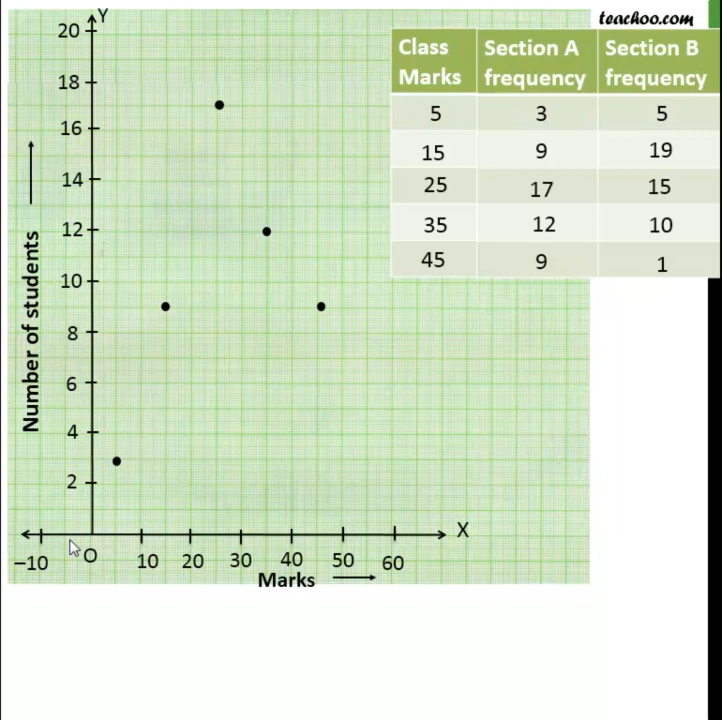 teachoo.com
Y
20
18
16
14
12
10
8
6
4
2
Number of students
−10 O 10 20 30 40 50 60
X
Marks
Class Marks Section A frequency Section B frequency
5 3 5
15 9 19
25 17 15
35 12 10
45 9 1